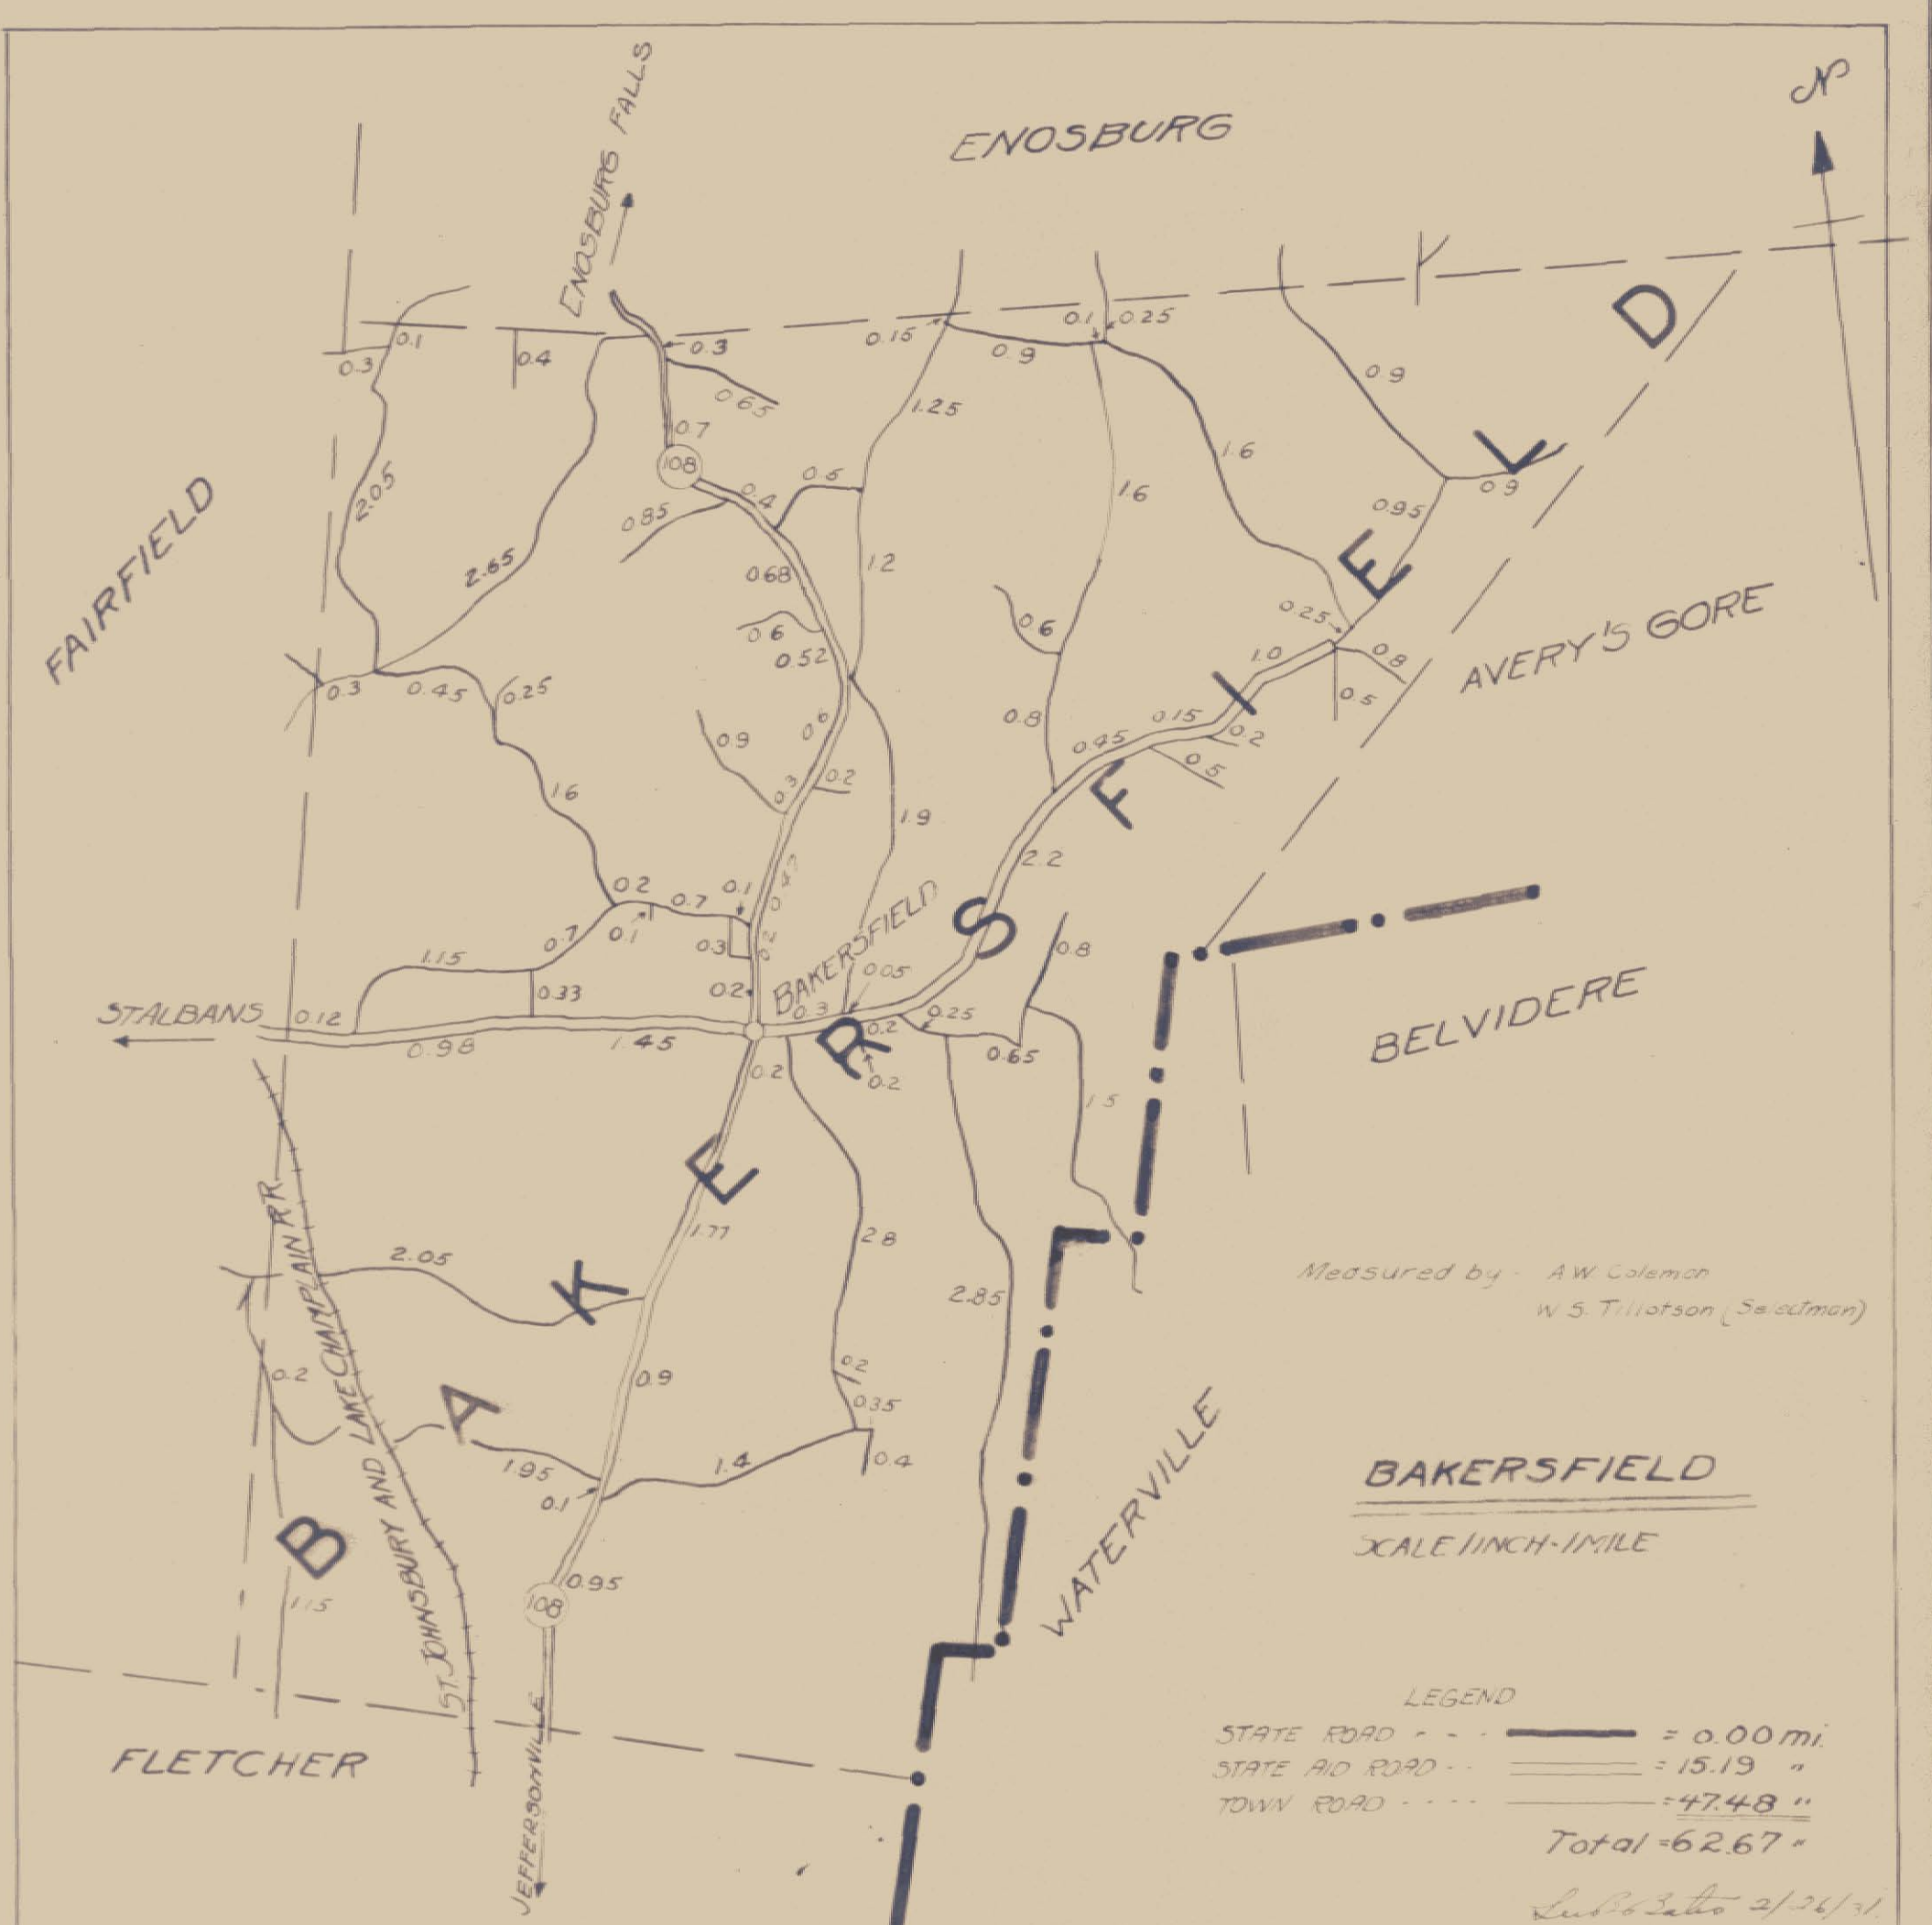 N
ENOSBURG
ENOSBURG FALLS
0.3
0.1
0.4
0.3
0.65
0.7
108
0.15
0.9
0.1
0.25
0.9
D
FAIRFIELD
2.05
2.65
0.85
0.4
0.5
1.25
1.2
1.6
1.6
0.95
0.9
L
E
0.68
0.6
0.52
0.6
0.25
AVERY'S GORE
0.3
0.45
0.25
0.9
0.6
0.3
0.2
1.9
0.8
0.45
0.15
1.0
I
0.8
0.5
0.2
0.5
F
1.6
2.2
0.2
0.7
0.1
0.1
0.3
0.2
BAKERSFIELD
S
0.8
1.15
0.7
0.33
0.2
0.05
0.3
0.2
0.25
0.65
STALBANS
0.12
0.98
1.45
0.2
R
0.2
1.5
BELVIDERE
E
1.77
2.8
2.85
K
2.05
Measured by - A.W. Coleman
W.S. Tillotson (Selectman)
0.2
0.9
0.2
0.35
0.4
A
1.95
0.1
1.4
ST. JOHNSBURY AND LAKE CHAMPLAIN R.R.
B
1.15
0.95
108
WATERVILLE
BAKERSFIELD
SCALE 1 INCH-1 MILE
FLETCHER
JEFFERSONVILLE
LEGEND
STATE ROAD - - - = 0.00 mi.
STATE AID ROAD - - = 15.19 "
TOWN ROAD - - - - = 47.48 "
Total = 62.67 "
2/26/31.